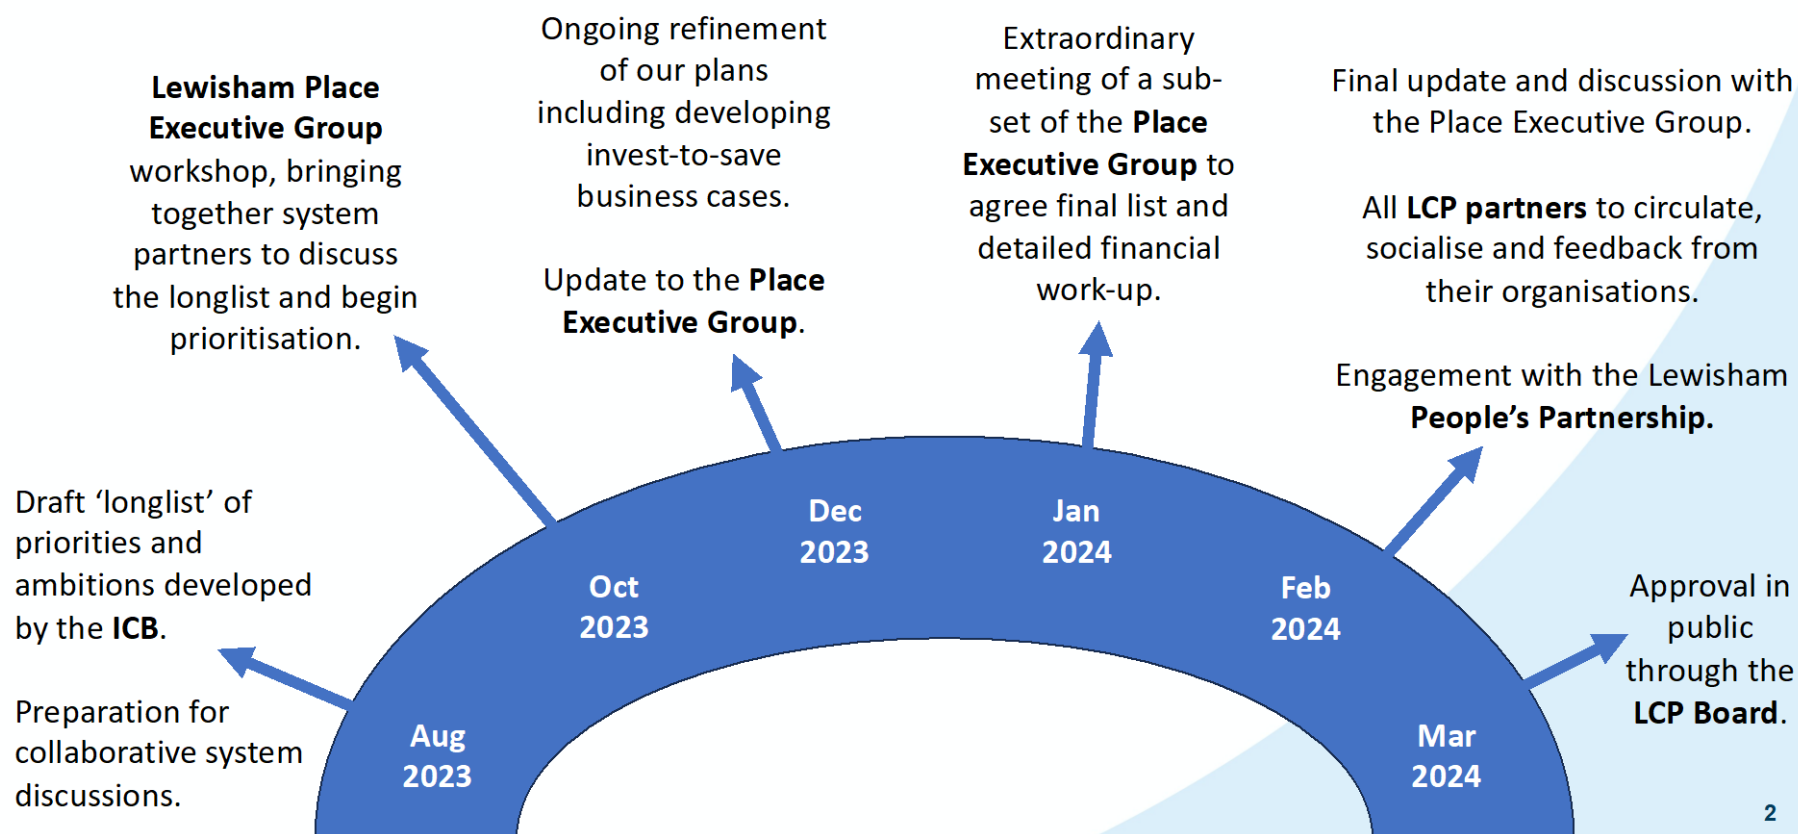 Draft ‘longlist’ of
priorities and
ambitions developed
by the ICB.
Preparation for
collaborative system
discussions.
Aug
2023
Lewisham Place
Executive Group
workshop, bringing
together system
partners to discuss
the longlist and begin
prioritisation.
Oct
2023
Ongoing refinement
of our plans
including developing
invest-to-save
business cases.
Update to the Place
Executive Group.
Dec
2023
Extraordinary
meeting of a sub-
set of the Place
Executive Group to
agree final list and
detailed financial
work-up.
Jan
2024
Final update and discussion with
the Place Executive Group.
All LCP partners to circulate,
socialise and feedback from
their organisations.
Engagement with the Lewisham
People’s Partnership.
Feb
2024
Approval in
public
through the
LCP Board.
Mar
2024
2